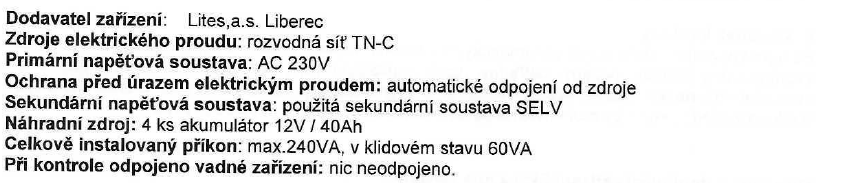 Dodavatel zařízení: Lites,a.s. Liberec
Zdroje elektrického proudu: rozvodná síť TN-C
Primární napěťová soustava: AC 230V
Ochrana před úrazem elektrickým proudem: automatické odpojení od zdroje
Sekundární napěťová soustava: použitá sekundární soustava SELV
Náhradní zdroj: 4 ks akumulátor 12V / 40Ah
Celkově instalovaný příkon: max.240VA, v klidovém stavu 60VA
Při kontrole odpojeno vadné zařízení: nic neodpojeno.